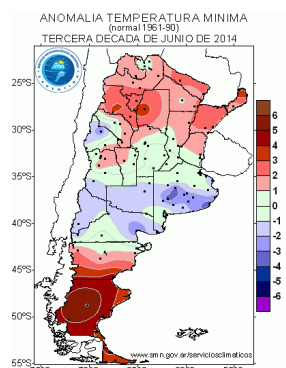 ANOMALIA TEMPERATURA MINIMA
(normal 1961-90)
TERCERA DECADA DE JUNIO DE 2014
25°S
30°S
35°S
40°S
45°S
50°S
55°S
6
5
4
3
2
1
0
-1
-2
-3
-4
-5
-6
www.smn.gov.ar/serviciosclimaticos